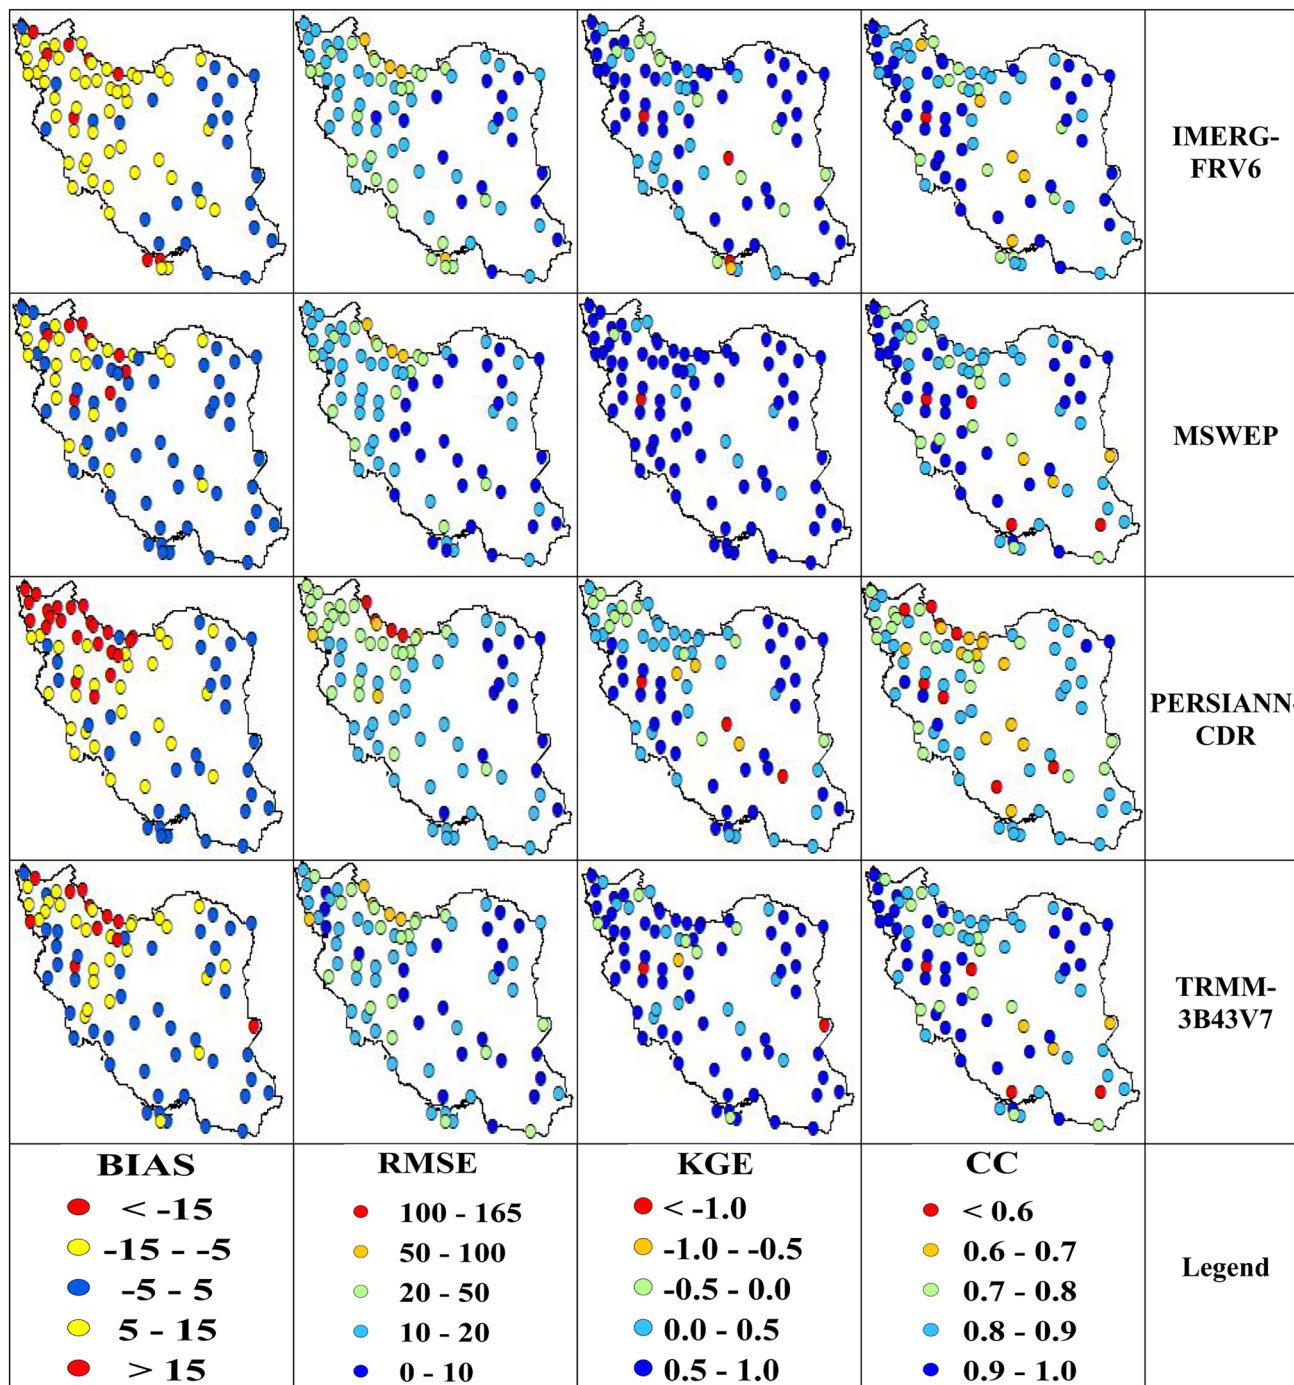 IMERG-
FRV6
MSWEP
PERSIANN-
CDR
TRMM-
3B43V7
BIAS
< -15
-15 - -5
-5 - 5
5 - 15
> 15
RMSE
100 - 165
50 - 100
20 - 50
10 - 20
0 - 10
KGE
< -1.0
-1.0 - -0.5
-0.5 - 0.0
0.0 - 0.5
0.5 - 1.0
CC
< 0.6
0.6 - 0.7
0.7 - 0.8
0.8 - 0.9
0.9 - 1.0
Legend